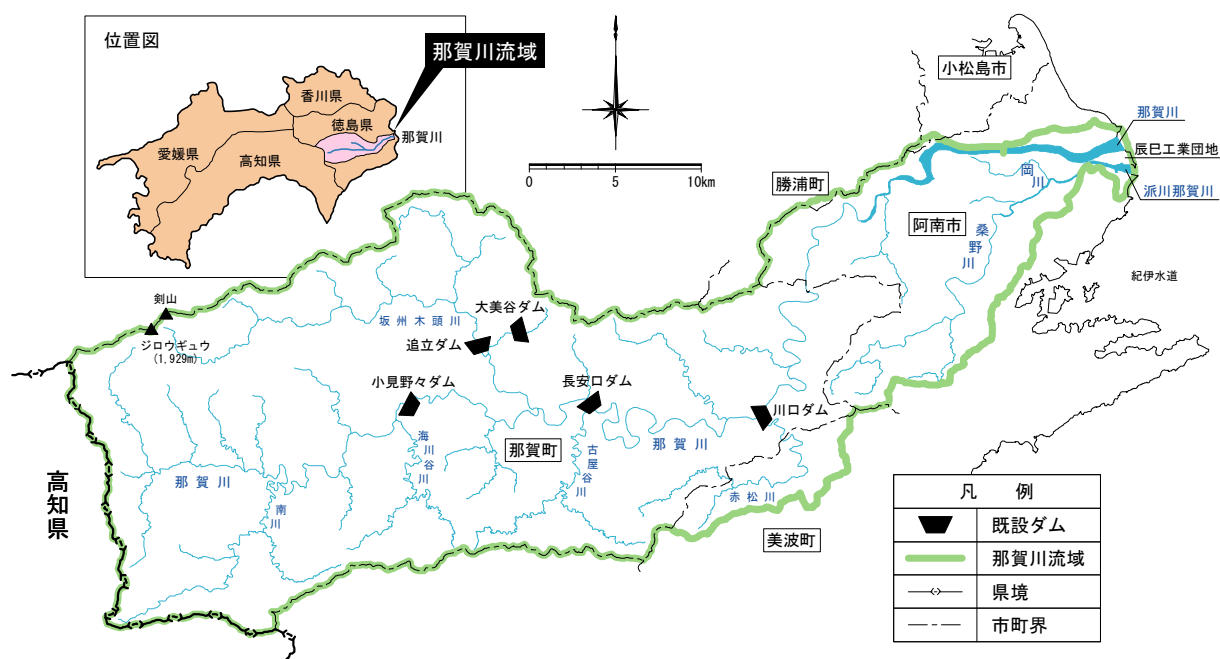 位置図
那賀川流域
香川県
徳島県
那賀川
愛媛県
高知県
0 5 10km
小松島市
那賀川
辰巳工業団地
派川那賀川
勝浦町
岡川
阿南市
桑野川
紀伊水道
剣山
ジロウギュウ
(1,929m)
坂州木頭川
大美谷ダム
追立ダム
小見野々ダム
長安口ダム
川口ダム
海川谷川
那賀町
古屋谷川
那賀川
那賀川
南川
赤松川
高知県
美波町
凡 例
既設ダム
那賀川流域
県境
市町界